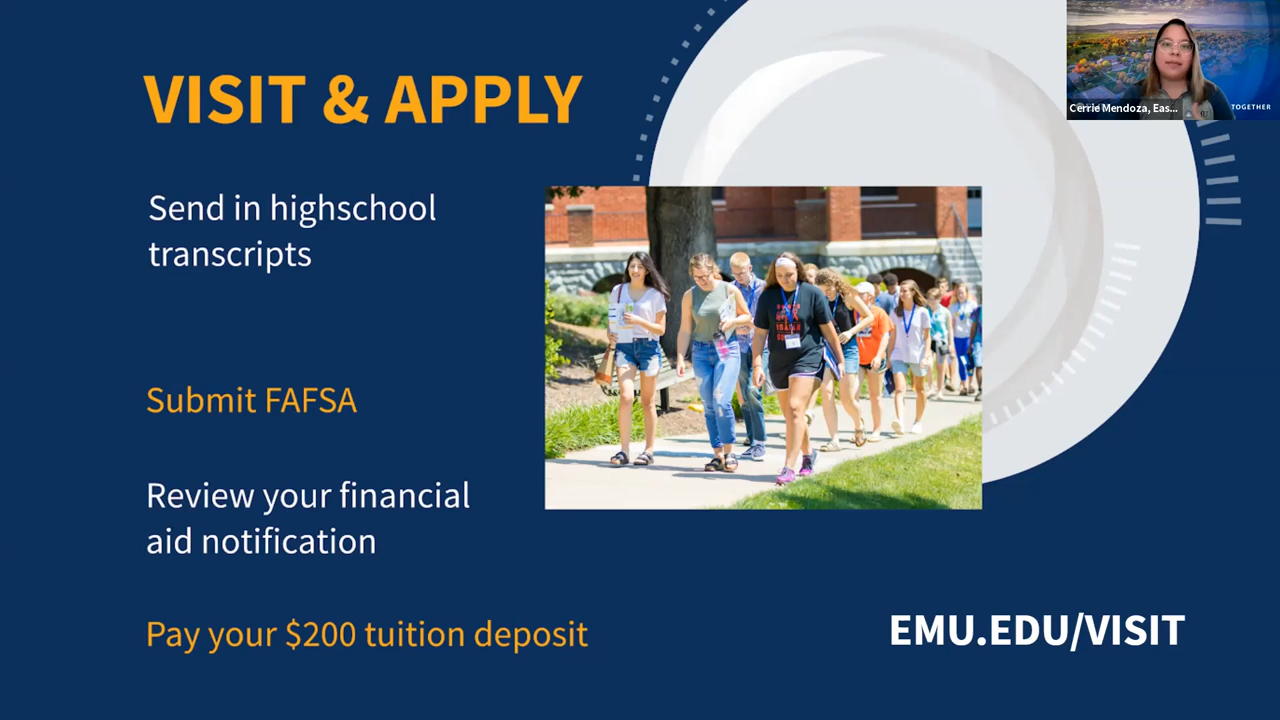 VISIT & APPLY
Send in highschool
transcripts
Submit FAFSA
Review your financial
aid notification
Pay your $200 tuition deposit
EMU.EDU/VISIT
Cerrie Mendoza, Eas...
TOGETHER